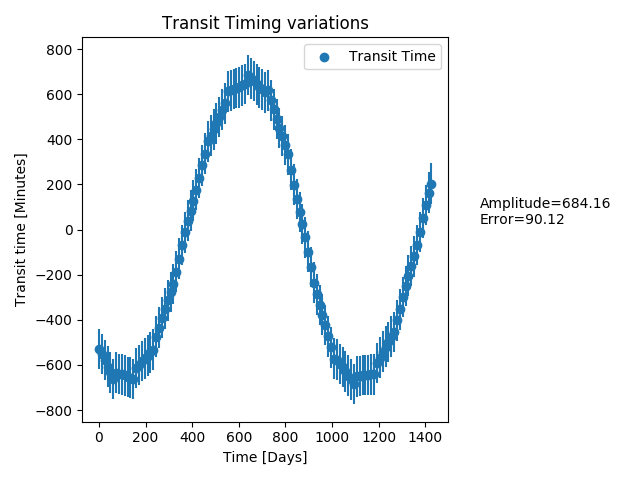 Transit Timing variations
Transit Time
800
600
400
200
0
−200
−400
−600
−800
Transit time [Minutes]
0 200 400 600 800 1000 1200 1400
Time [Days]
Amplitude=684.16
Error=90.12